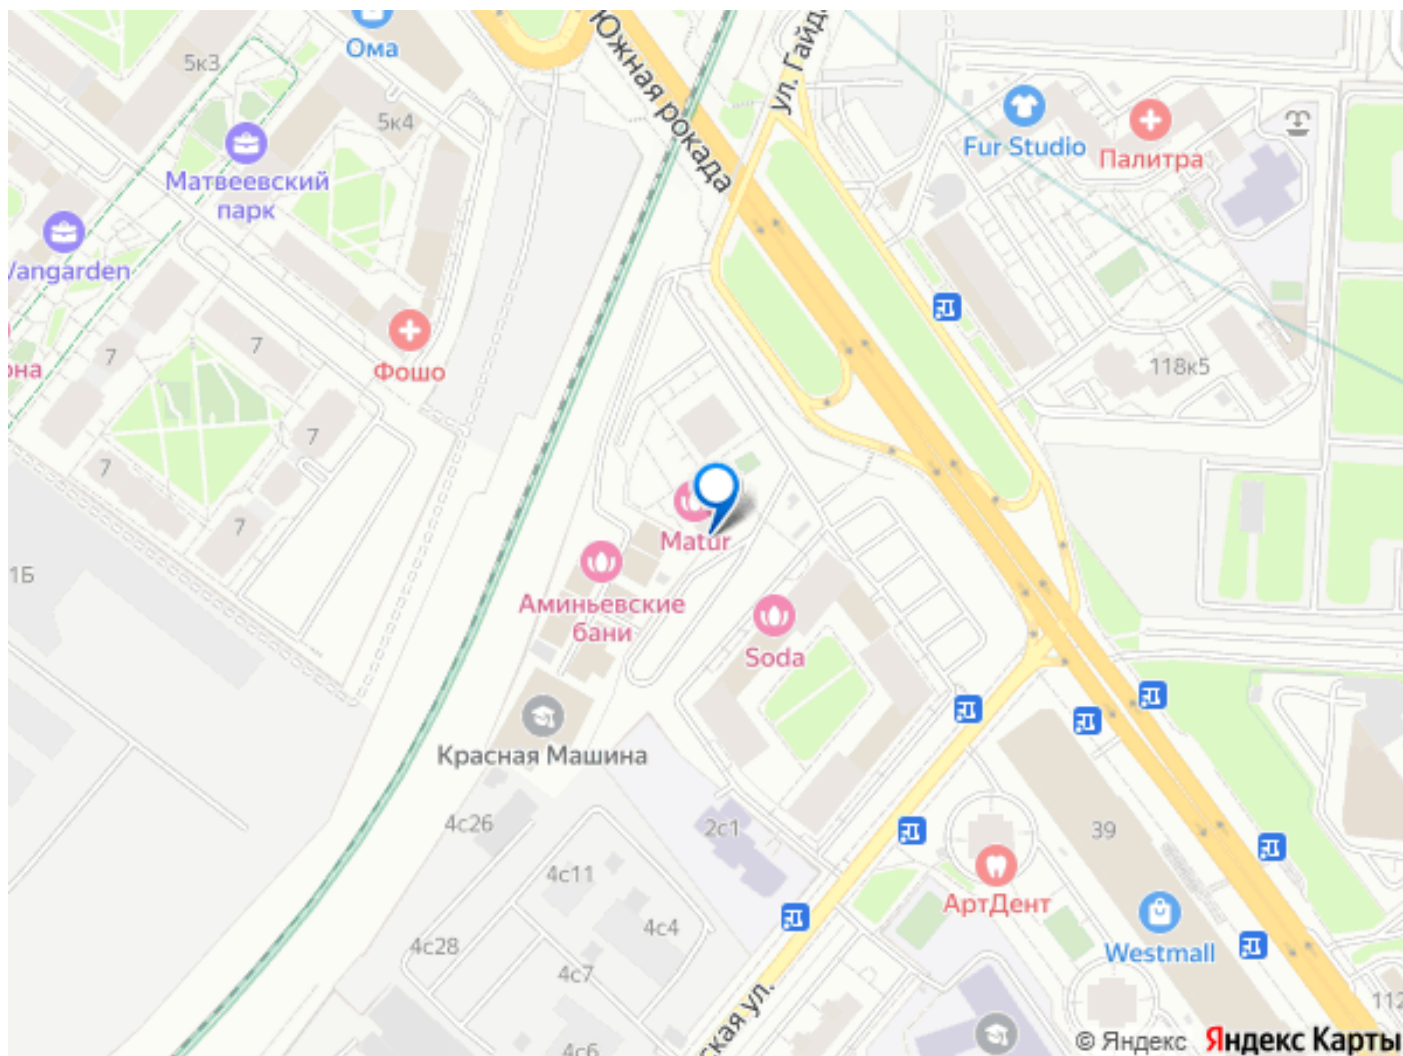 Ома
5к3
Южная рокада
ул. Гайд
5к4
Fur Studio
Палитра
Матвеевский
парк
Vangarden
7
7
она
Фошо
118к5
7
7
7
Matur
1Б
Аминьевские
бани
Soda
Красная Машина
4с26
2с1
39
4с11
АртДент
4с4
4с28
Westmall
4с7
ская ул.
112
4с6
© Яндекс Яндекс Карты